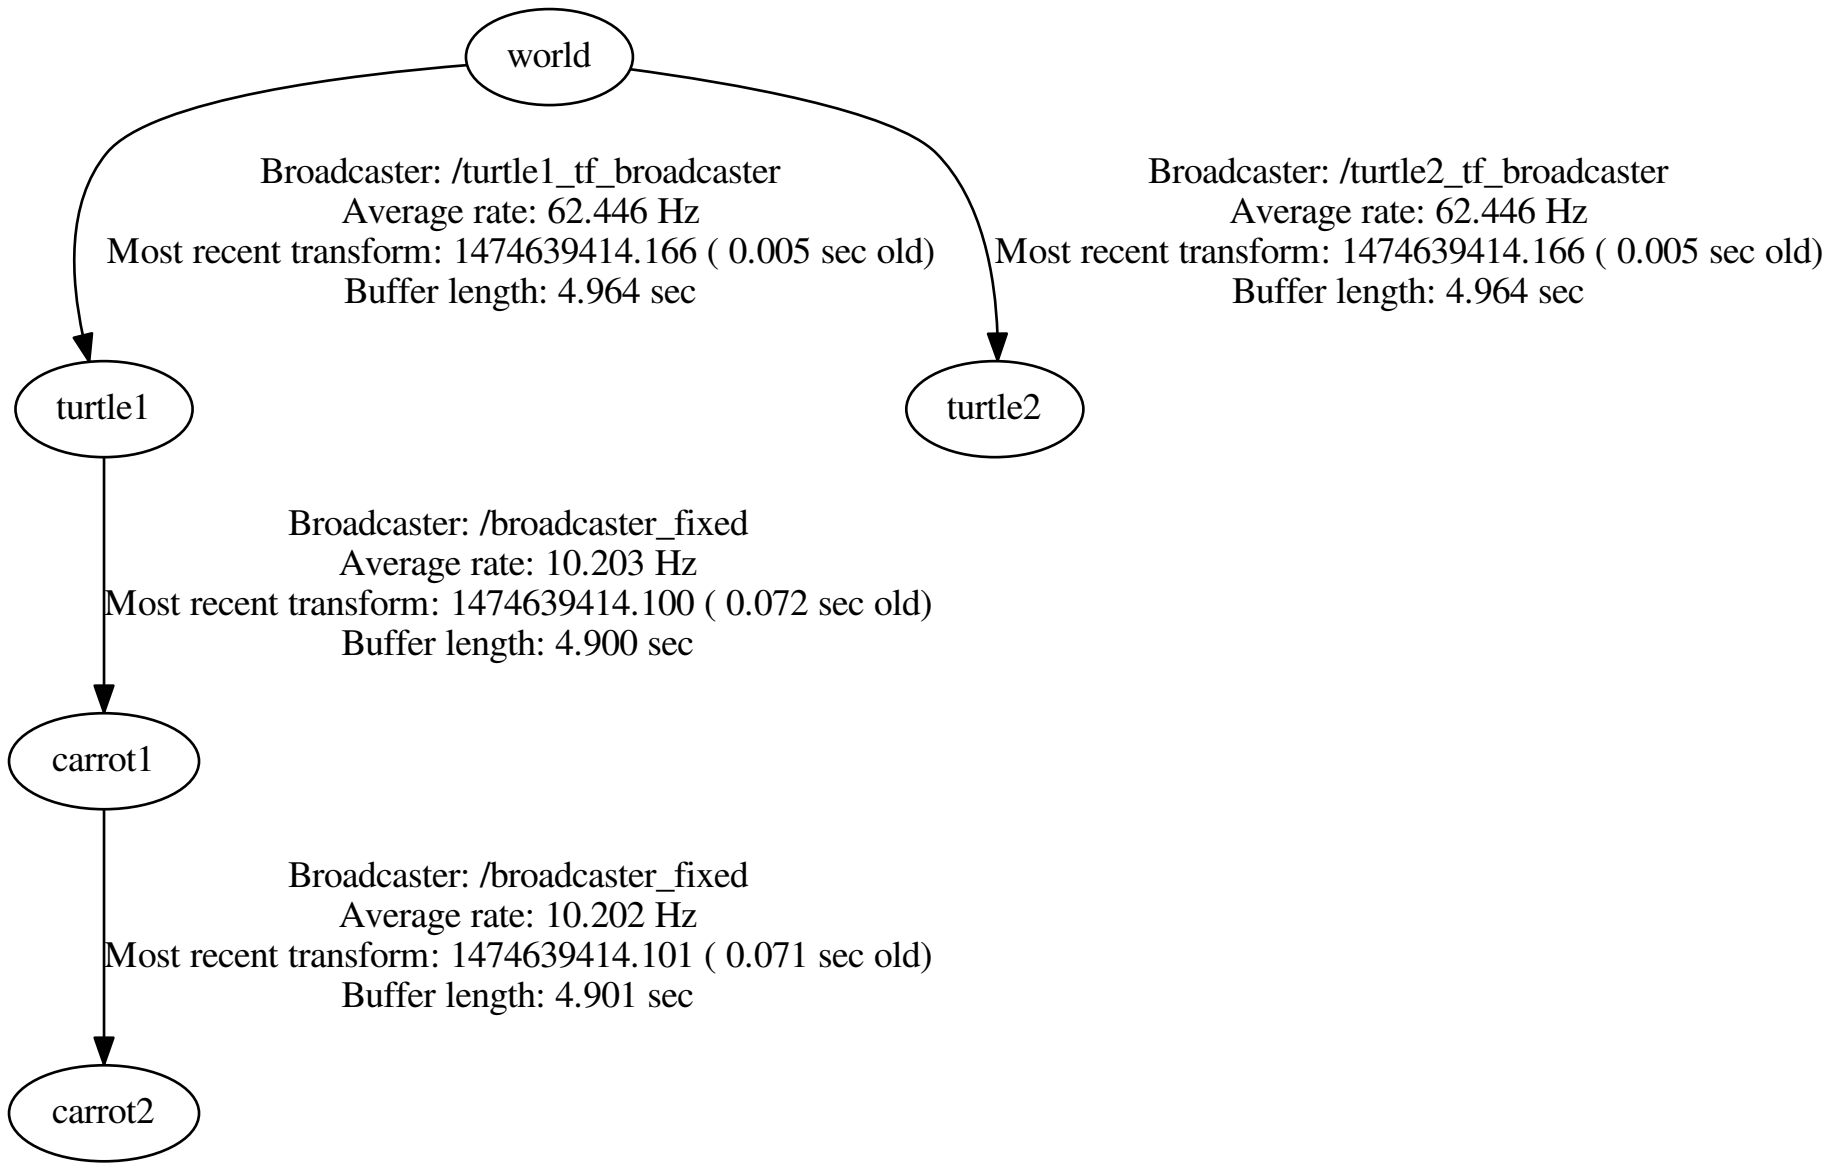 world
Broadcaster: /turtle1_tf_broadcaster
Average rate: 62.446 Hz
Most recent transform: 1474639414.166 ( 0.005 sec old)
Buffer length: 4.964 sec
Broadcaster: /turtle2_tf_broadcaster
Average rate: 62.446 Hz
Most recent transform: 1474639414.166 ( 0.005 sec old)
Buffer length: 4.964 sec
turtle1
turtle2
Broadcaster: /broadcaster_fixed
Average rate: 10.203 Hz
Most recent transform: 1474639414.100 ( 0.072 sec old)
Buffer length: 4.900 sec
carrot1
Broadcaster: /broadcaster_fixed
Average rate: 10.202 Hz
Most recent transform: 1474639414.101 ( 0.071 sec old)
Buffer length: 4.901 sec
carrot2